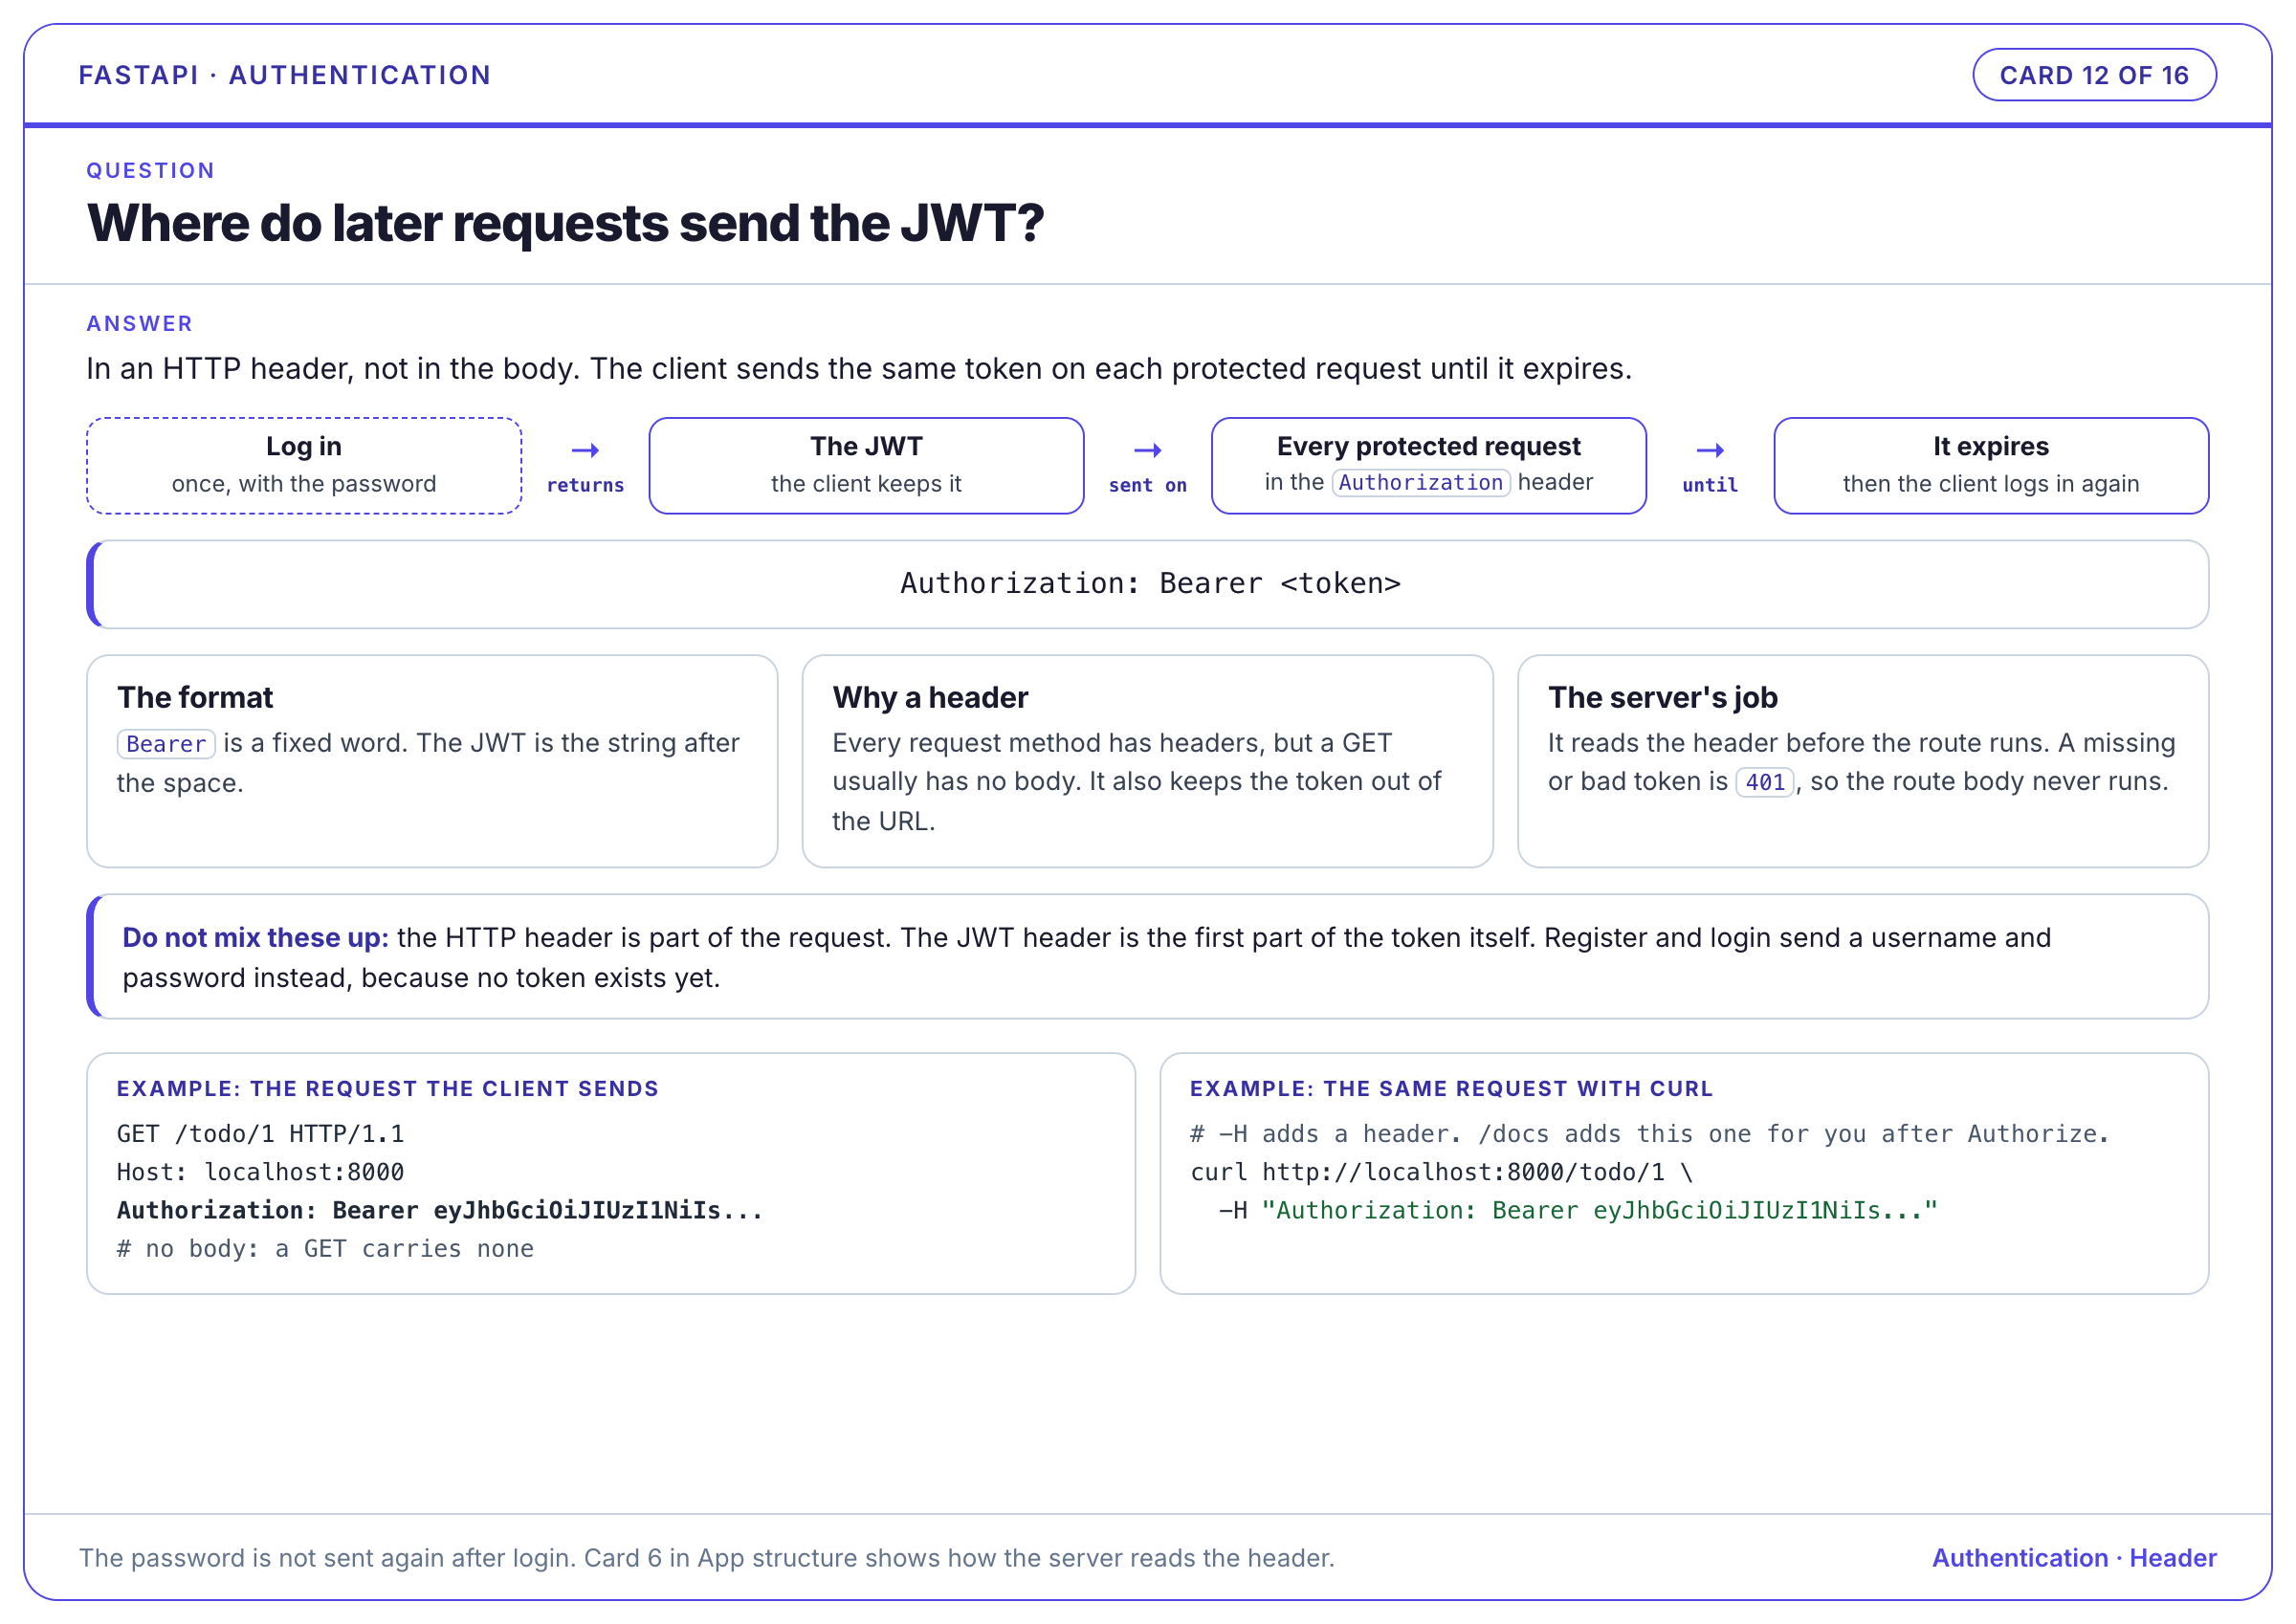 FASTAPI · AUTHENTICATION
CARD 12 OF 16
QUESTION
Where do later requests send the JWT?
ANSWER
In an HTTP header, not in the body. The client sends the same token on each protected request until it expires.
Log in
once, with the password
→
returns
The JWT
the client keeps it
→
sent on
Every protected request
in the Authorization header
→
until
It expires
then the client logs in again
Authorization: Bearer <token>
The format
Bearer is a fixed word. The JWT is the string after
the space.
Why a header
Every request method has headers, but a GET
usually has no body. It also keeps the token out of
the URL.
The server's job
It reads the header before the route runs. A missing
or bad token is 401, so the route body never runs.
Do not mix these up: the HTTP header is part of the request. The JWT header is the first part of the token itself. Register and login send a username and
password instead, because no token exists yet.
EXAMPLE: THE REQUEST THE CLIENT SENDS
GET /todo/1 HTTP/1.1
Host: localhost:8000
Authorization: Bearer eyJhbGciOiJIUzI1NiIs...
# no body: a GET carries none
EXAMPLE: THE SAME REQUEST WITH CURL
# -H adds a header. /docs adds this one for you after Authorize.
curl http://localhost:8000/todo/1 \
  -H "Authorization: Bearer eyJhbGciOiJIUzI1NiIs..."
The password is not sent again after login. Card 6 in App structure shows how the server reads the header.
Authentication · Header